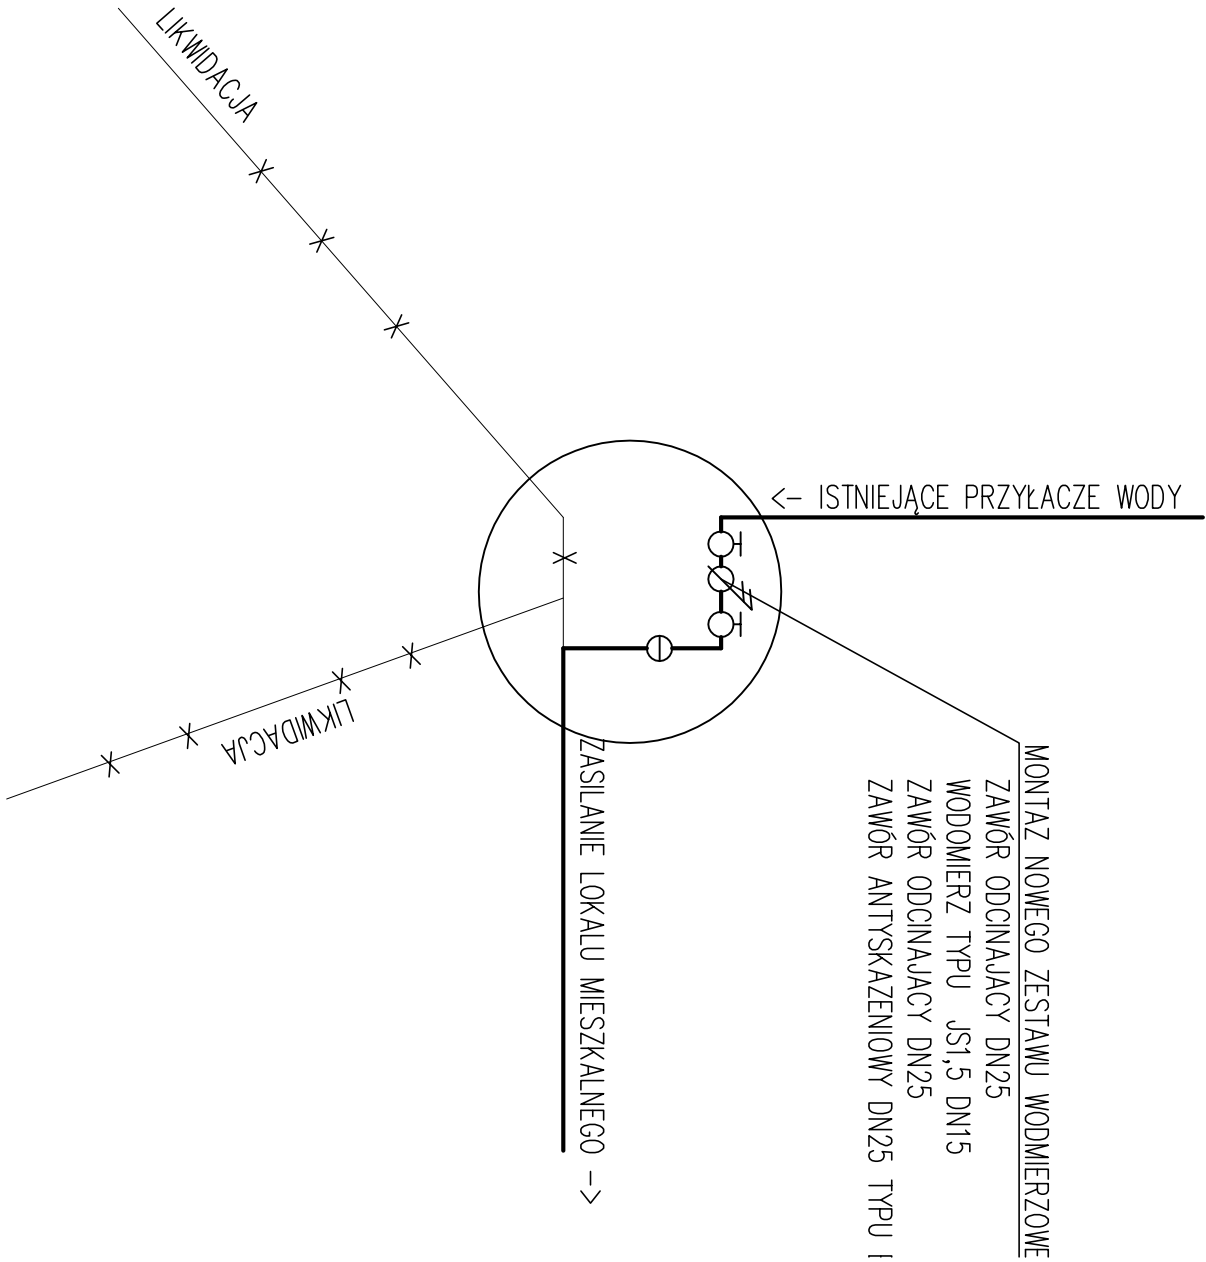 LIKWIDACJA
<- ISTNIEJĄCE PRZYŁACZE WODY
LIKWIDACJA
ZASILANIE LOKALU MIESZKALNEGO ->
MONTAZ NOWEGO ZESTAWU WODMIERZOWE
ZAWÓR ODCINAJACY DN25
WODOMIERZ TYPU JS1,5 DN15
ZAWÓR ODCINAJACY DN25
ZAWÓR ANTYSKAZENIOWY DN25 TYPU